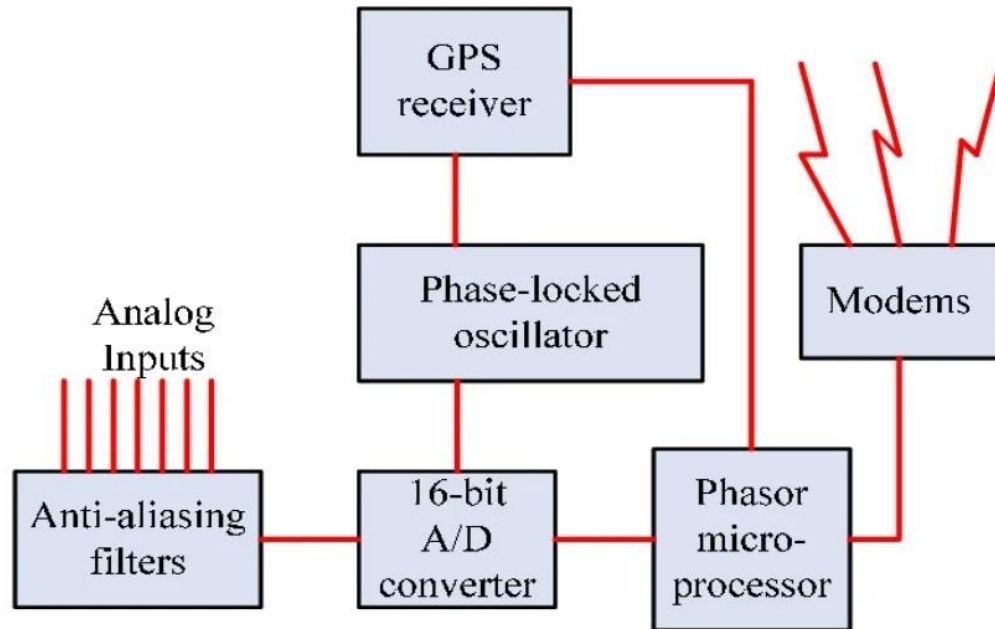 GPS
receiver
Phase-locked
oscillator
Modems
Analog
Inputs
Anti-aliasing
filters
16-bit
A/D
converter
Phasor
micro-
processor